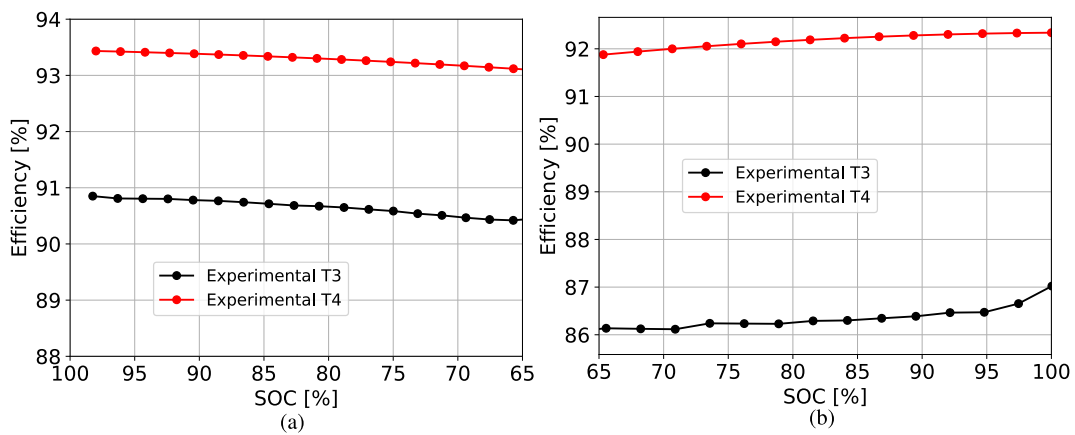 94
93
92
91
90
89
88
Efficiency [%]
Experimental T3
Experimental T4
100 95 90 85 80 75 70 65
SOC [%]
(a)
92
91
90
89
88
87
86
Efficiency [%]
Experimental T3
Experimental T4
65 70 75 80 85 90 95 100
SOC [%]
(b)